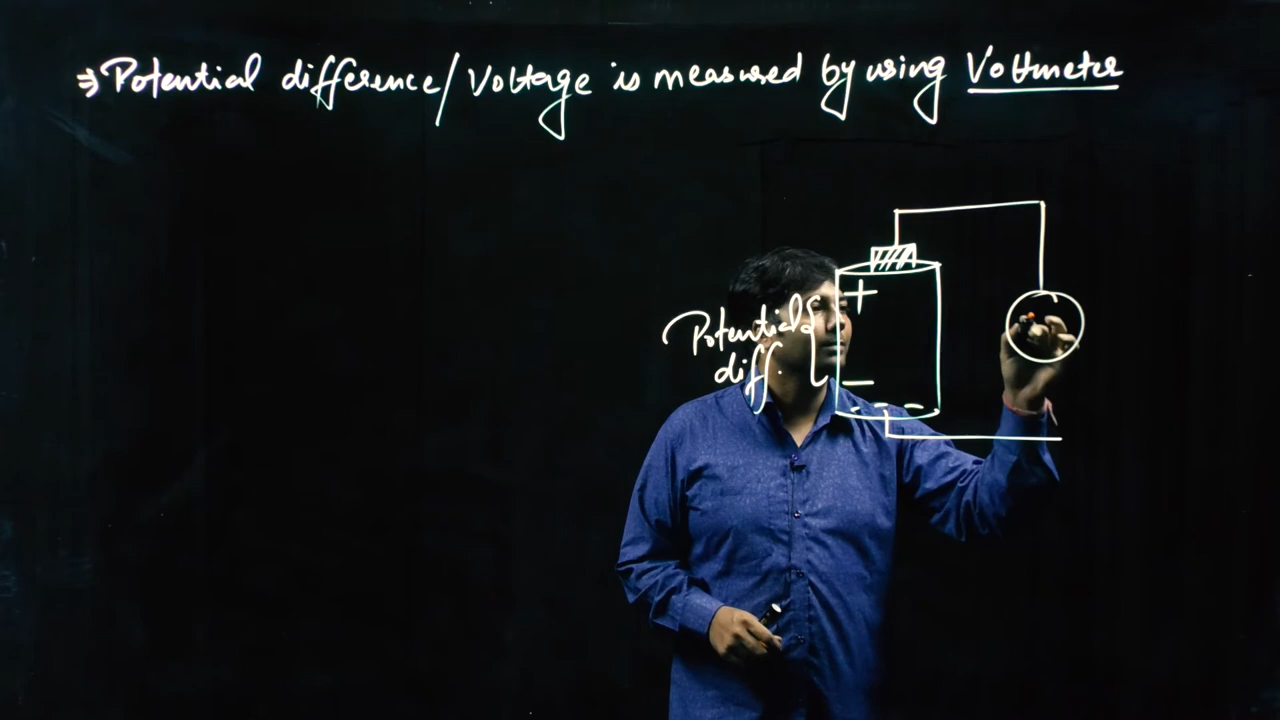 ⇒ Potential difference/Voltage is measured by using Voltmeter
+
Potential
diff.
−